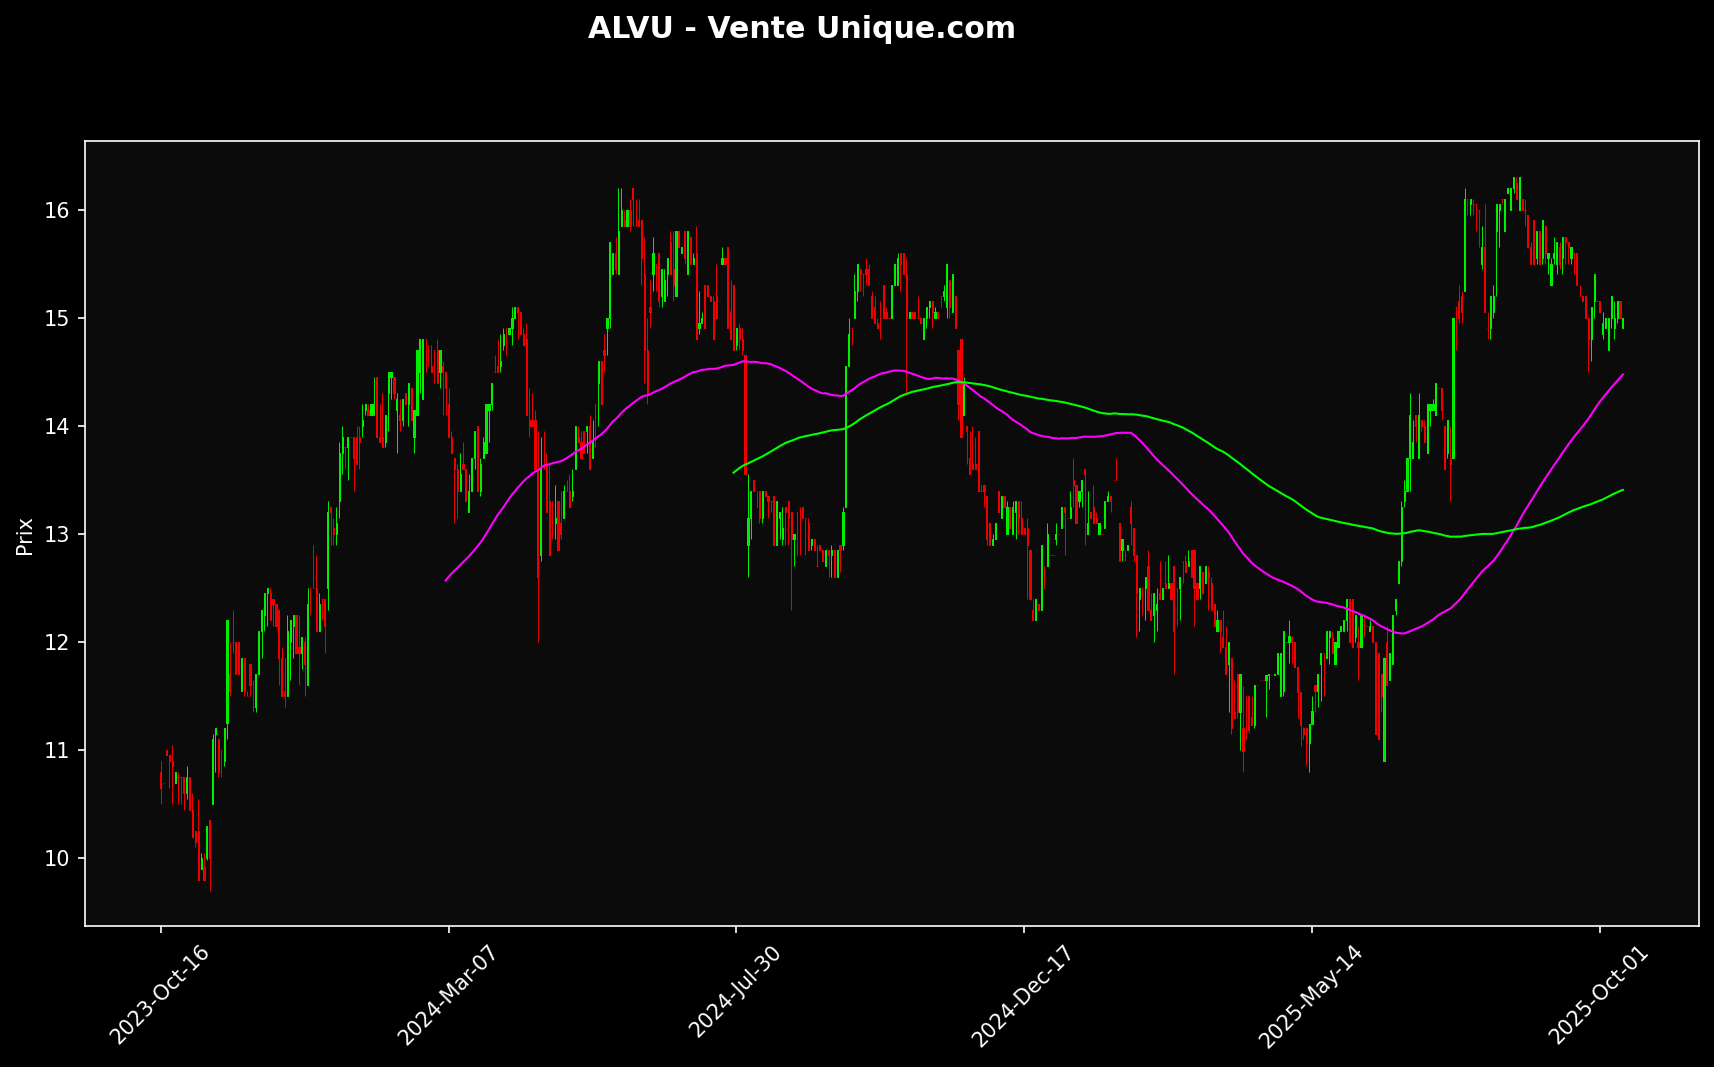 ALVU - Vente Unique.com
Prix
16
15
14
13
12
11
10
2023-Oct-16
2024-Mar-07
2024-Jul-30
2024-Dec-17
2025-May-14
2025-Oct-01